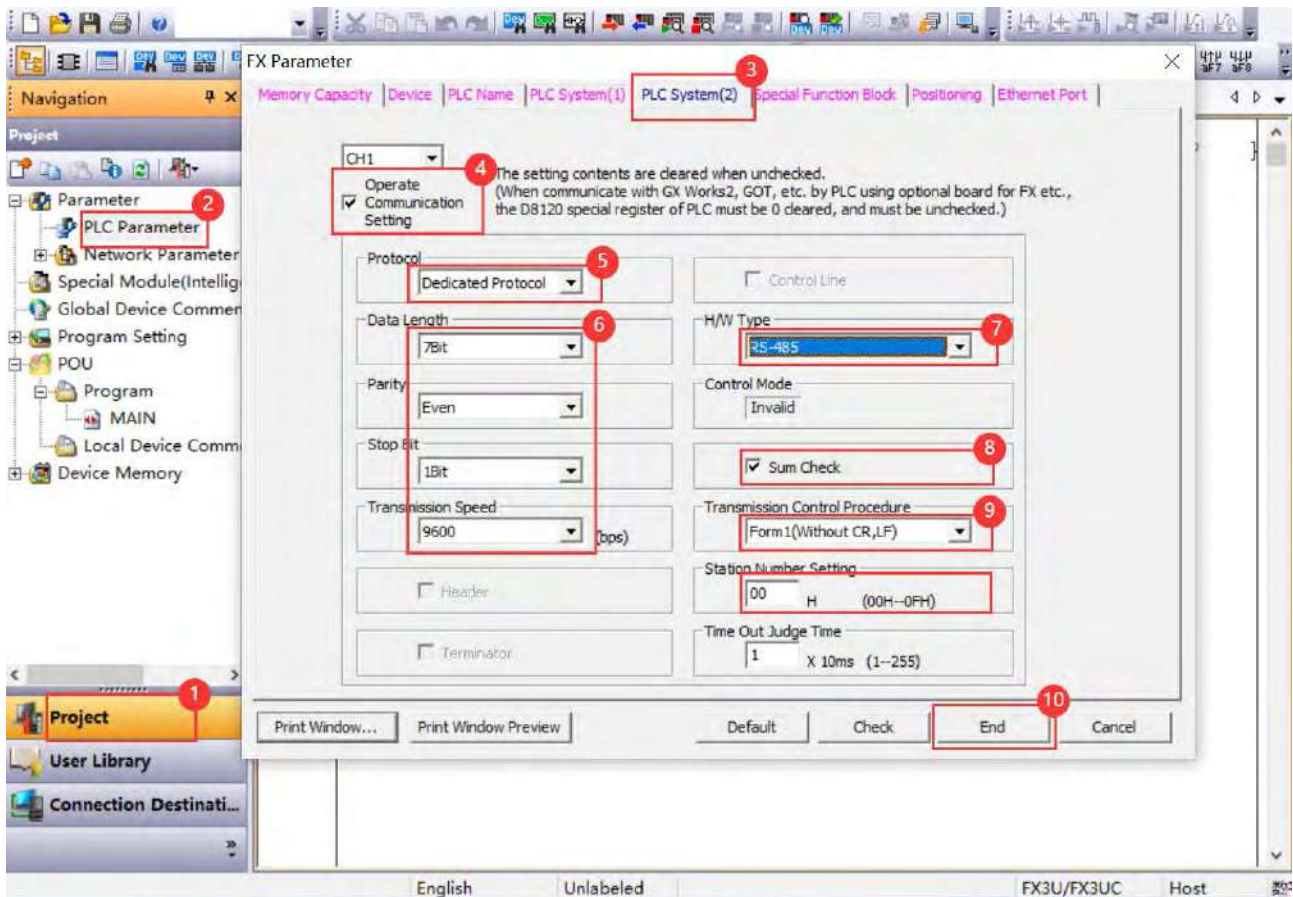 FX Parameter
Navigation
Project
Parameter
PLC Parameter
Network Parameter
Special Module(Intellig
Global Device Commen
Program Setting
POU
Program
MAIN
Local Device Comm
Device Memory
Project
User Library
Connection Destinati...
Memory Capacity
Device
PLC Name
PLC System(1)
PLC System(2)
Special Function Block
Positioning
Ethernet Port
CH1
Operate
Communication
Setting
The setting contents are cleared when unchecked.
(When communicate with GX Works2, GOT, etc. by PLC using optional board for FX etc.,
the D8120 special register of PLC must be 0 cleared, and must be unchecked.)
Protocol
Dedicated Protocol
Control Line
Data Length
7Bit
H/W Type
RS-485
Parity
Even
Control Mode
Invalid
Stop Bit
1Bit
Sum Check
Transmission Speed
9600
(bps)
Transmission Control Procedure
Form1(Without CR,LF)
Header
Station Number Setting
00
H
(00H--0FH)
Terminator
Time Out Judge Time
1
X 10ms (1--255)
Print Window...
Print Window Preview
Default
Check
End
Cancel
1
2
3
4
5
6
7
8
9
10
English
Unlabeled
FX3U/FX3UC
Host